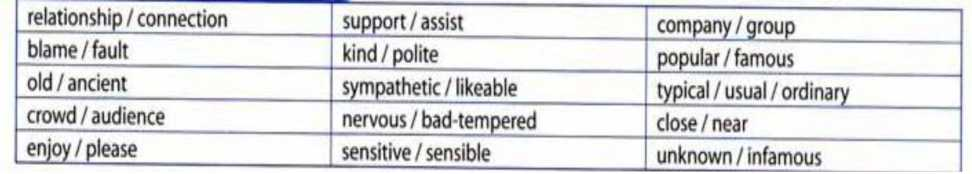 relationship / connection support / assist company / group
blame / fault kind / polite popular / famous
old / ancient sympathetic / likeable typical / usual / ordinary
crowd / audience nervous / bad-tempered close / near
enjoy / please sensitive / sensible unknown / infamous